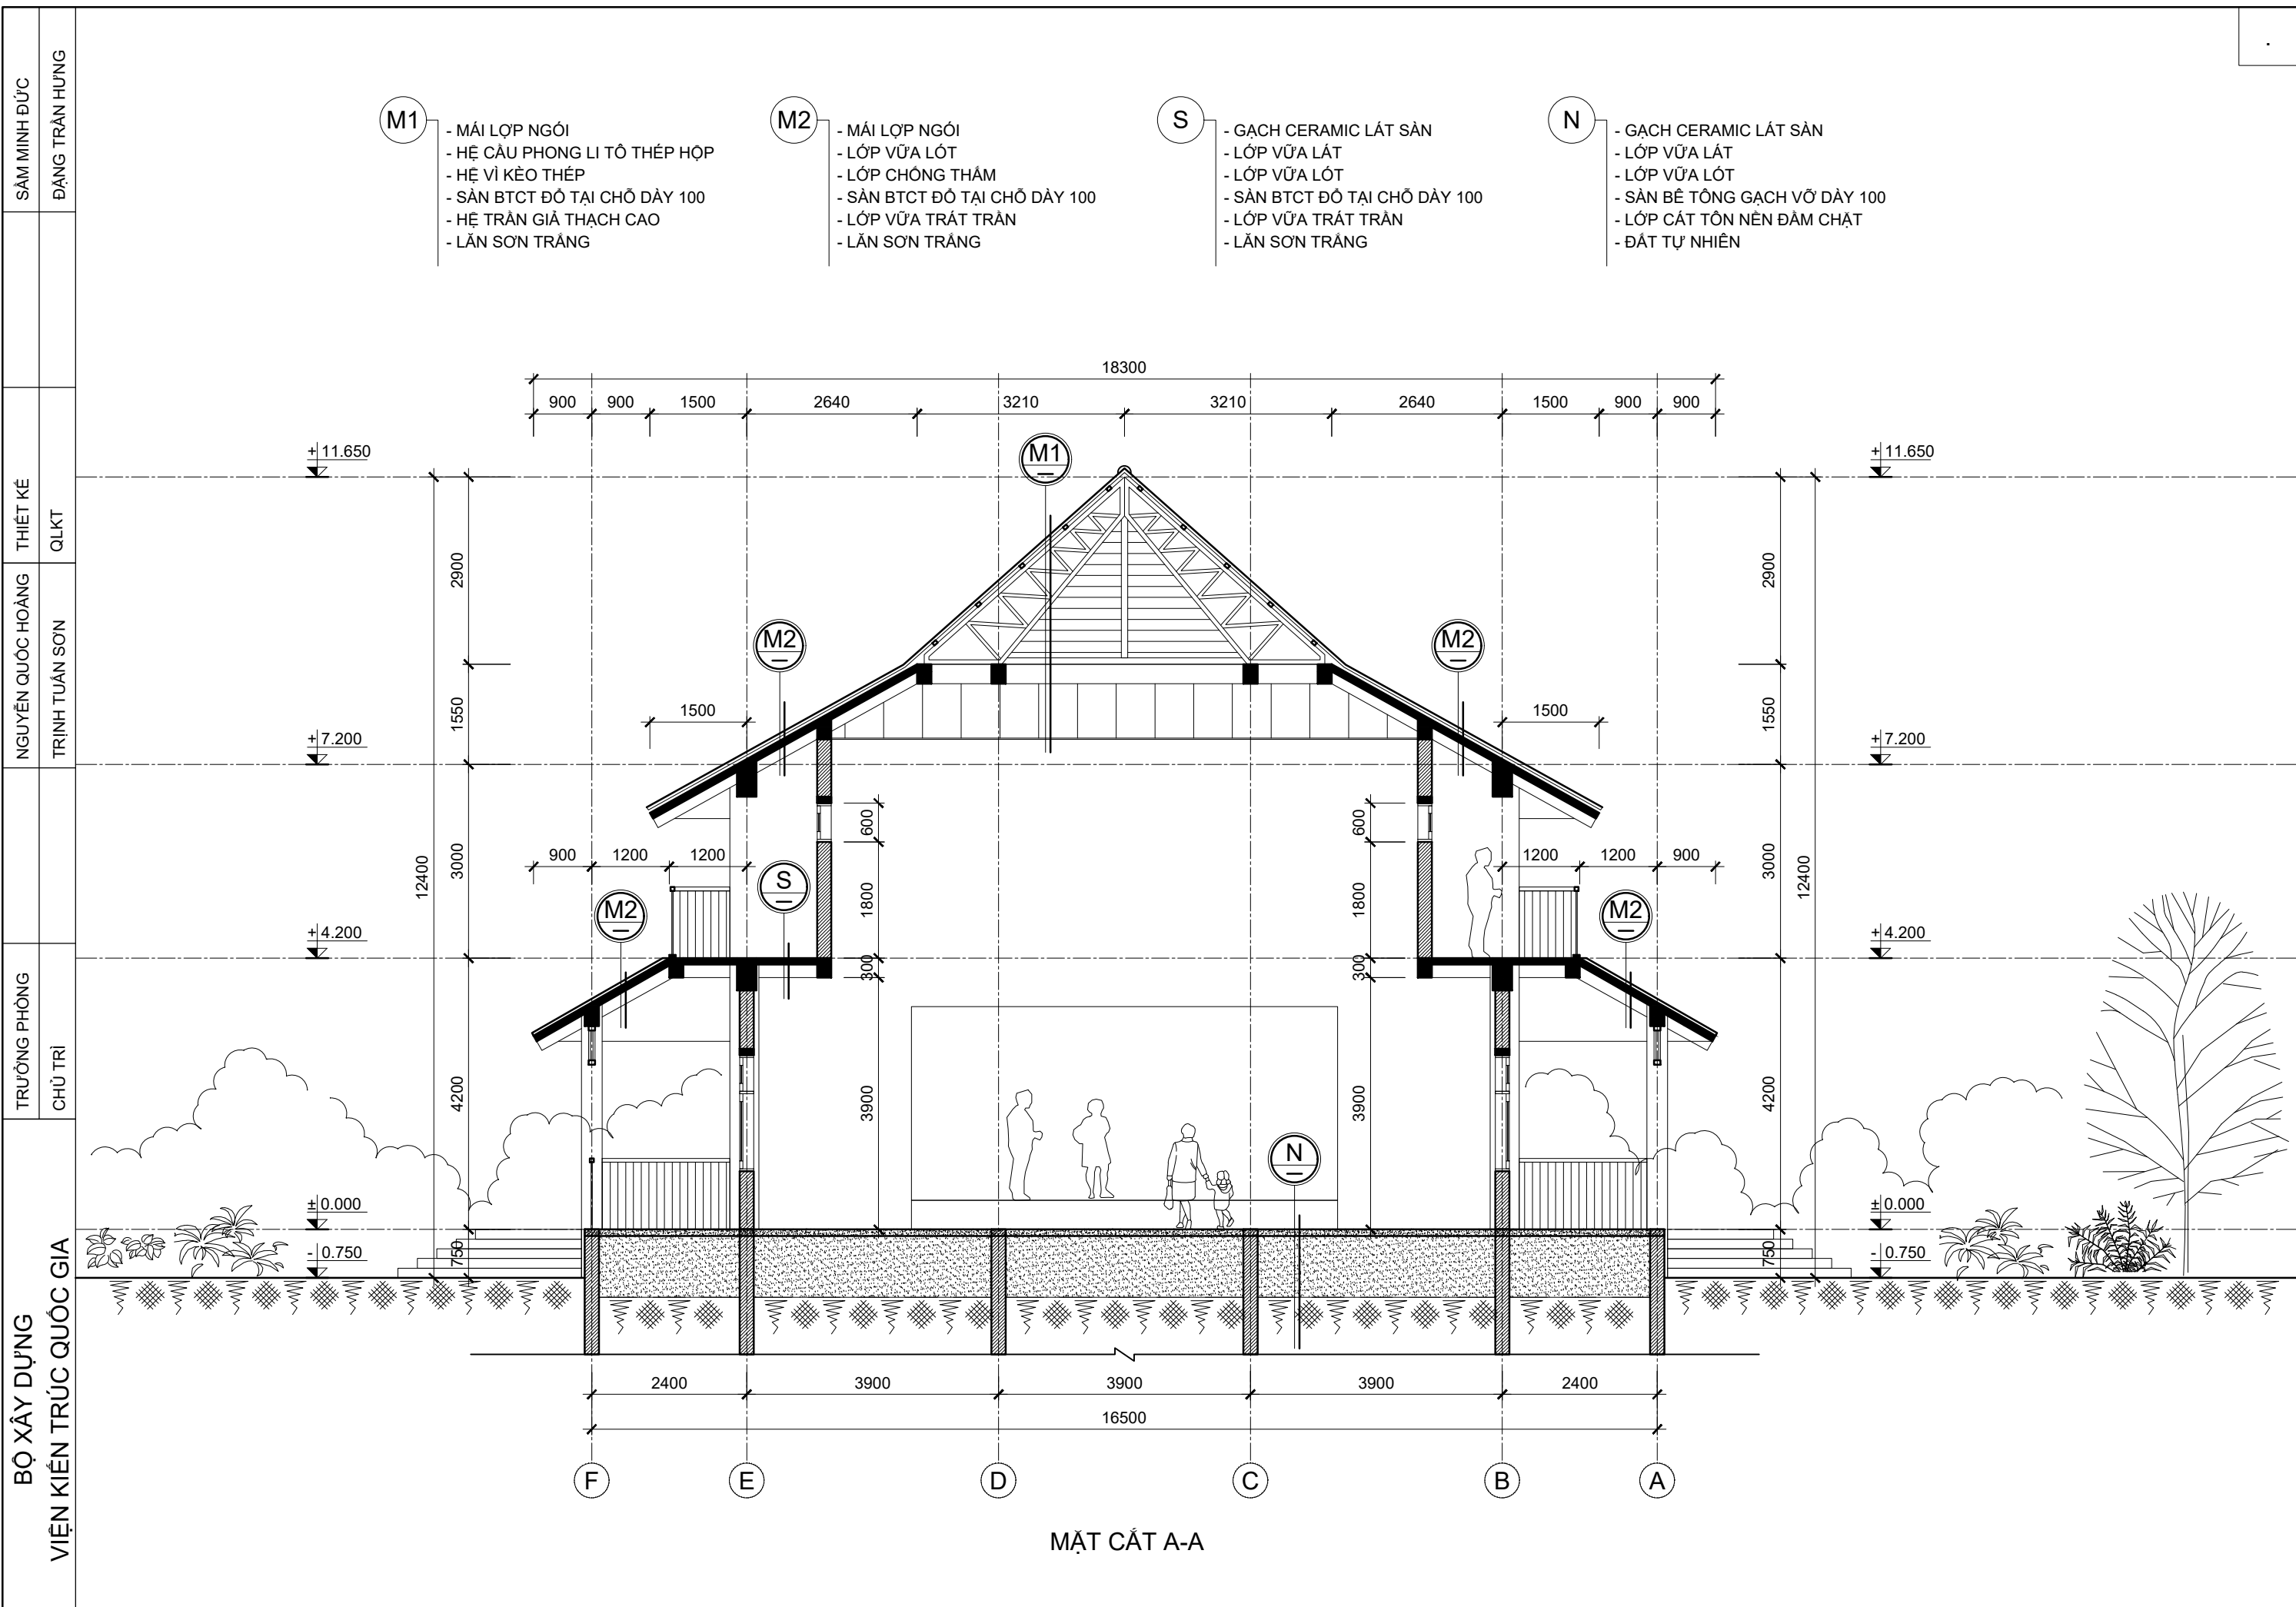 M1
- MÁI LỢP NGÓI
- HỆ CẦU PHONG LI TÔ THÉP HỘP
- HỆ VÌ KÈO THÉP
- SÀN BTCT ĐỔ TẠI CHỖ DÀY 100
- HỆ TRẦN GIẢ THẠCH CAO
- LĂN SƠN TRẮNG
M2
- MÁI LỢP NGÓI
- LỚP VỮA LÓT
- LỚP CHỐNG THẤM
- SÀN BTCT ĐỔ TẠI CHỖ DÀY 100
- LỚP VỮA TRÁT TRẦN
- LĂN SƠN TRẮNG
S
- GẠCH CERAMIC LÁT SÀN
- LỚP VỮA LÁT
- LỚP VỮA LÓT
- SÀN BTCT ĐỔ TẠI CHỖ DÀY 100
- LỚP VỮA TRÁT TRẦN
- LĂN SƠN TRẮNG
N
- GẠCH CERAMIC LÁT SÀN
- LỚP VỮA LÁT
- LỚP VỮA LÓT
- SÀN BÊ TÔNG GẠCH VỠ DÀY 100
- LỚP CÁT TÔN NỀN ĐẦM CHẶT
- ĐẤT TỰ NHIÊN
18300
900 900 1500 2640 3210 3210 2640 1500 900 900
+ 11.650 M1 + 11.650
2900 2900
M2 M2
1550 1500 1500 1550
+ 7.200 + 7.200
600 600
12400 3000 900 1200 1200 S 1800 1800 1200 1200 900 3000 12400
M2 M2
+ 4.200 + 4.200
300 300
4200 3900 3900 4200
N
± 0.000 ± 0.000
- 0.750 750 750 - 0.750
2400 3900 3900 3900 2400
16500
F E D C B A
MẶT CẮT A-A
BỘ XÂY DỰNG
VIỆN KIẾN TRÚC QUỐC GIA
TRƯỞNG PHÒNG
CHỦ TRÌ
NGUYỄN QUỐC HOÀNG
TRỊNH TUẤN SƠN
THIẾT KẾ
QLKT
SẦM MINH ĐỨC
ĐẶNG TRẦN HƯNG